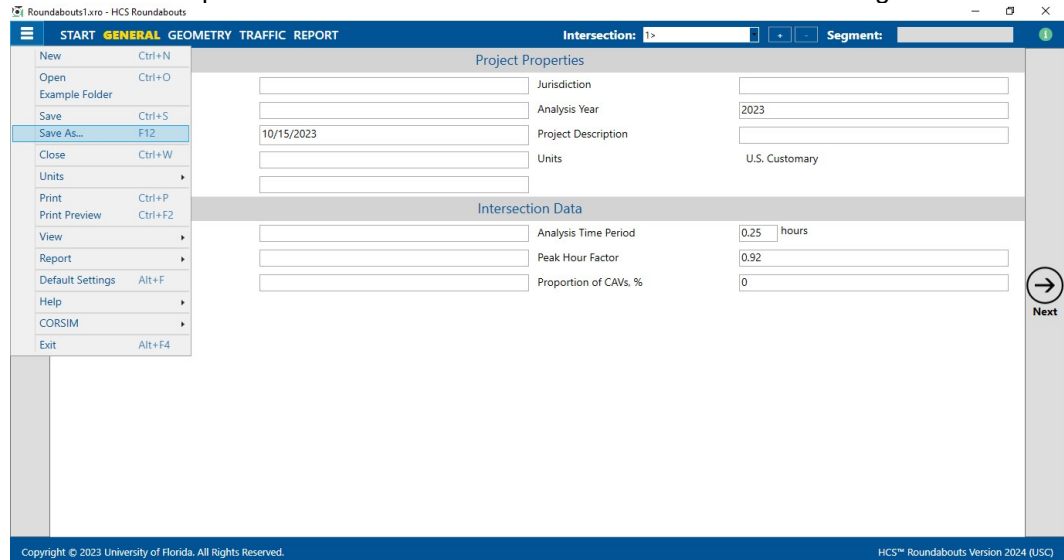 Roundabouts1.xro - HCS Roundabouts
START GENERAL GEOMETRY TRAFFIC REPORT Intersection: 1> + - Segment:
New Ctrl+N
Open Ctrl+O
Example Folder
Save Ctrl+S
Save As... F12
Close Ctrl+W
Units
Print Ctrl+P
Print Preview Ctrl+F2
View
Report
Default Settings Alt+F
Help
CORSIM
Exit Alt+F4
Project Properties
Jurisdiction
Analysis Year 2023
10/15/2023 Project Description
Units U.S. Customary
Intersection Data
Analysis Time Period 0.25 hours
Peak Hour Factor 0.92
Proportion of CAVs, % 0
Next
Copyright © 2023 University of Florida. All Rights Reserved. HCS™ Roundabouts Version 2024 (USC)